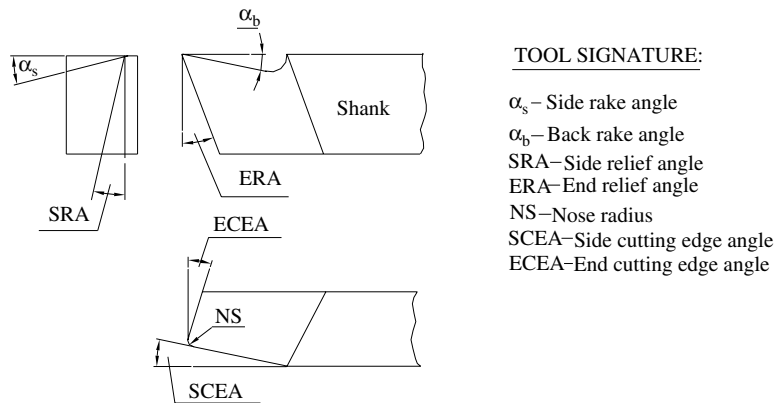 αb
αs
Shank
ERA
SRA
ECEA
NS
SCEA
TOOL SIGNATURE:
αs– Side rake angle
αb–Back rake angle
SRA–Side relief angle
ERA–End relief angle
NS–Nose radius
SCEA–Side cutting edge angle
ECEA–End cutting edge angle